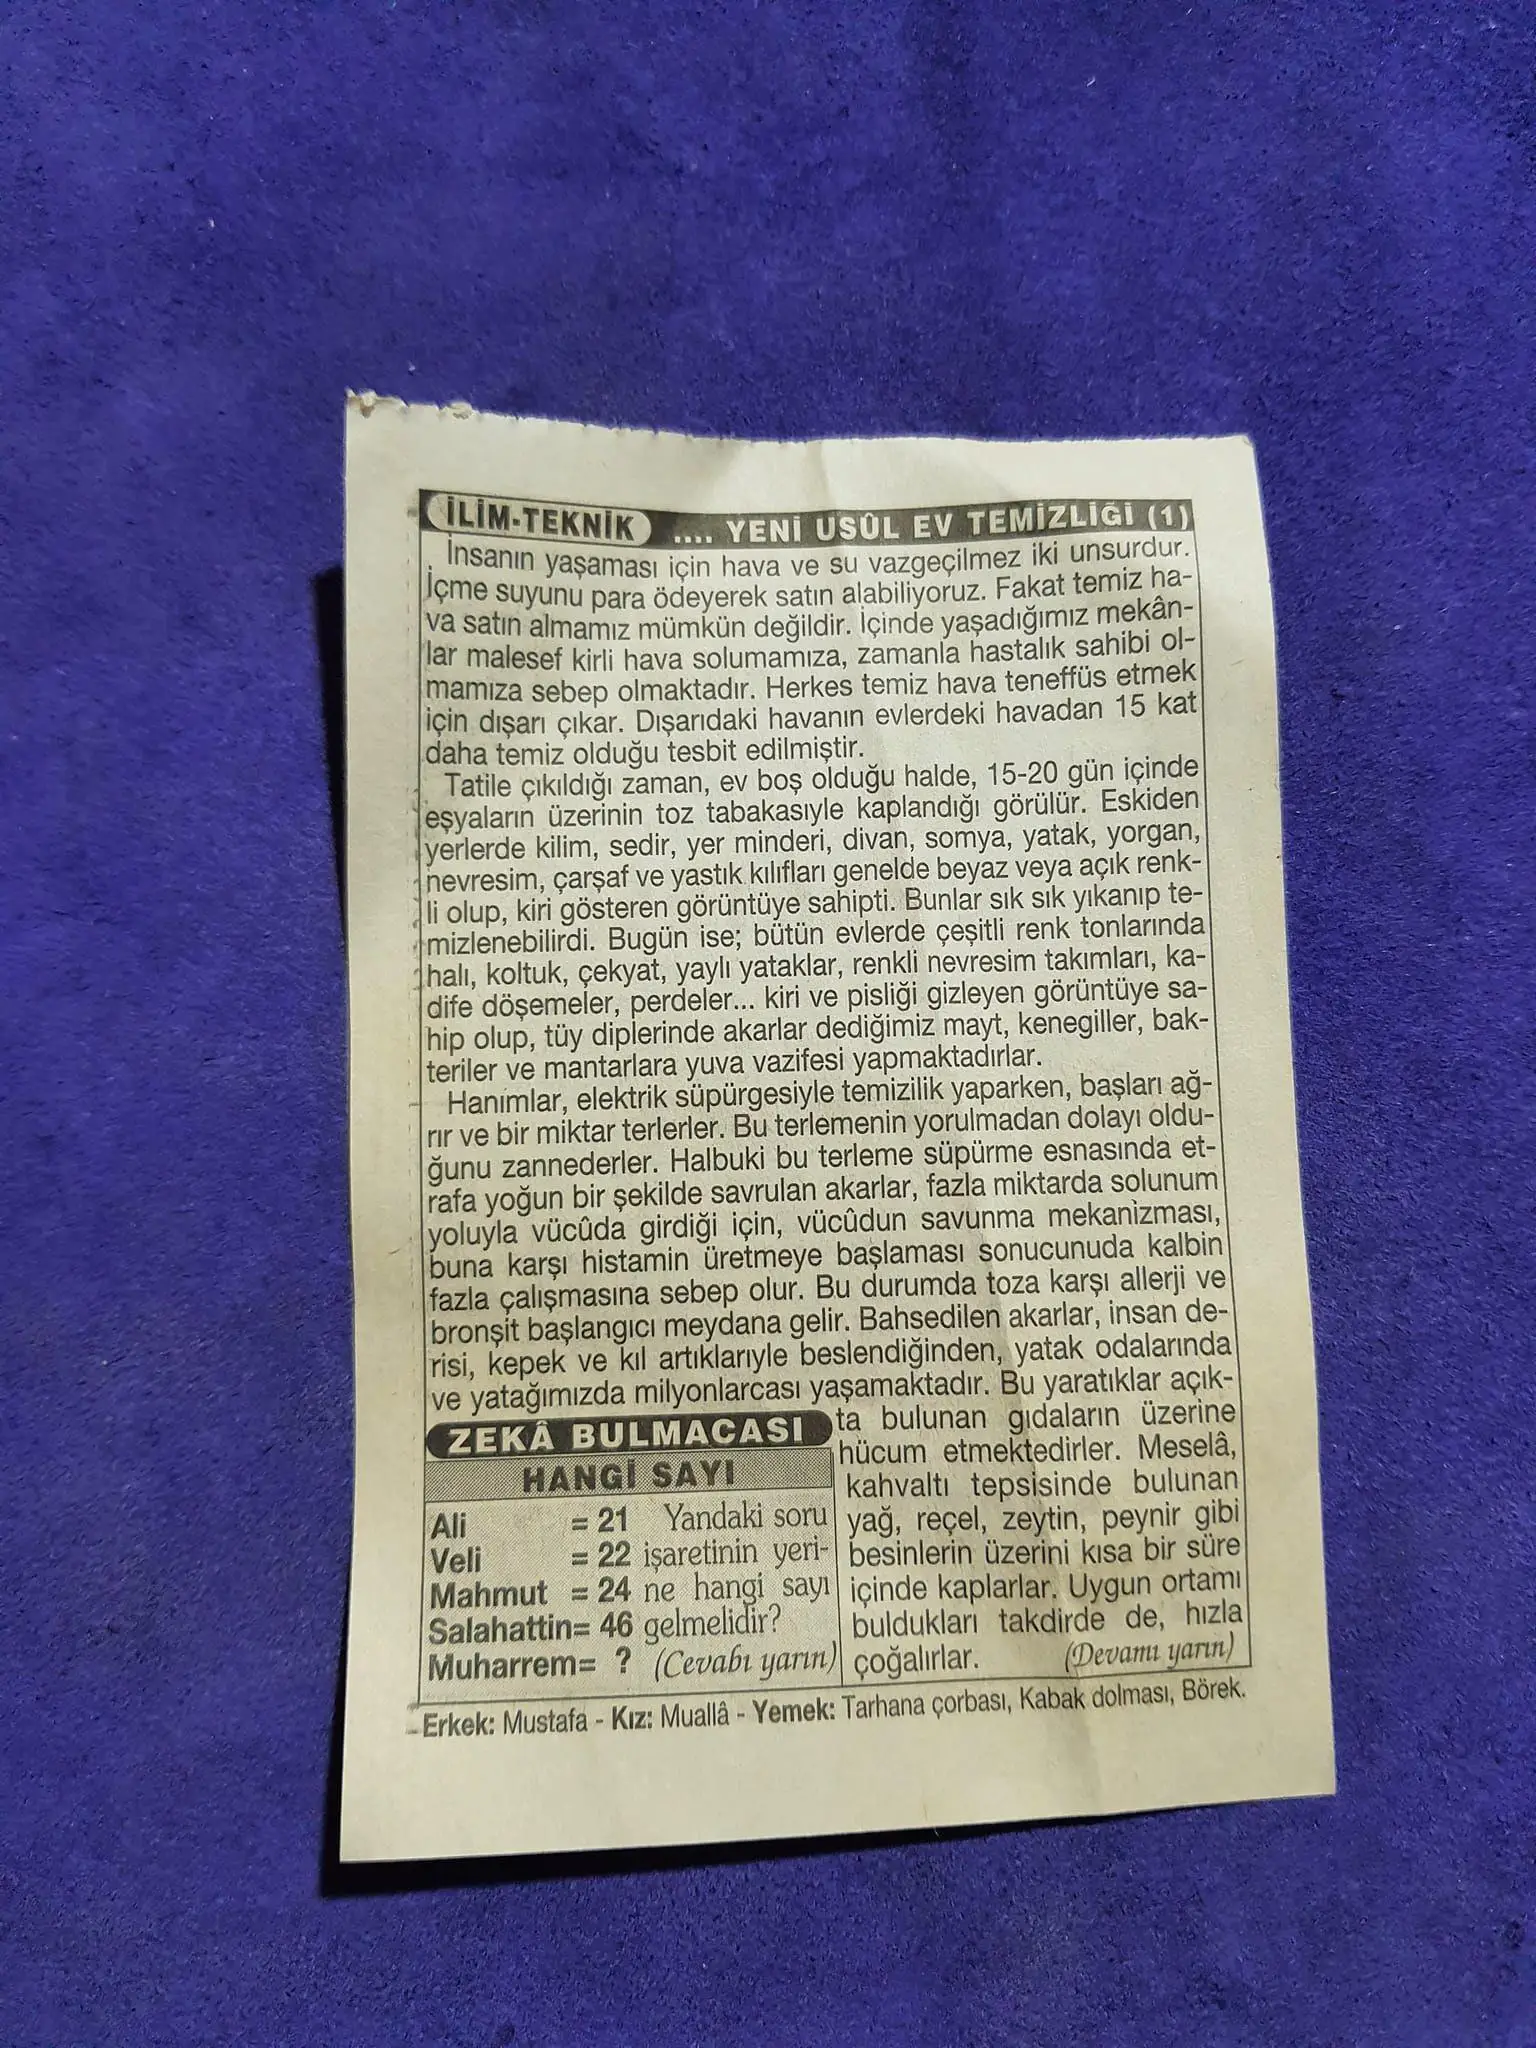 İLİM-TEKNİK .... YENİ USÛL EV TEMİZLİĞİ (1)
İnsanın yaşaması için hava ve su vazgeçilmez iki unsurdur.
İçme suyunu para ödeyerek satın alabiliyoruz. Fakat temiz ha-
va satın almamız mümkün değildir. İçinde yaşadığımız mekân-
lar malesef kirli hava solumamıza, zamanla hastalık sahibi ol-
mamıza sebep olmaktadır. Herkes temiz hava teneffüs etmek
için dışarı çıkar. Dışarıdaki havanın evlerdeki havadan 15 kat
daha temiz olduğu tesbit edilmiştir.
Tatile çıkıldığı zaman, ev boş olduğu halde, 15-20 gün içinde
eşyaların üzerinin toz tabakasıyle kaplandığı görülür. Eskiden
yerlerde kilim, sedir, yer minderi, divan, somya, yatak, yorgan,
nevresim, çarşaf ve yastık kılıfları genelde beyaz veya açık renk-
li olup, kiri gösteren görüntüye sahipti. Bunlar sık sık yıkanıp te-
mizlenebilirdi. Bugün ise; bütün evlerde çeşitli renk tonlarında
halı, koltuk, çekyat, yaylı yataklar, renkli nevresim takımları, ka-
dife döşemeler, perdeler... kiri ve pisliği gizleyen görüntüye sa-
hip olup, tüy diplerinde akarlar dediğimiz mayt, kenegiller, bak-
teriler ve mantarlara yuva vazifesi yapmaktadırlar.
Hanımlar, elektrik süpürgesiyle temizilik yaparken, başları ağ-
rır ve bir miktar terlerler. Bu terlemenin yorulmadan dolayı oldu-
ğunu zannederler. Halbuki bu terleme süpürme esnasında et-
rafa yoğun bir şekilde savrulan akarlar, fazla miktarda solunum
yoluyla vücûda girdiği için, vücûdun savunma mekanizması,
buna karşı histamin üretmeye başlaması sonucunuda kalbin
fazla çalışmasına sebep olur. Bu durumda toza karşı allerji ve
bronşit başlangıcı meydana gelir. Bahsedilen akarlar, insan de-
risi, kepek ve kıl artıklarıyle beslendiğinden, yatak odalarında
ve yatağımızda milyonlarcası yaşamaktadır. Bu yaratıklar açık-
ta bulunan gıdaların üzerine
hücum etmektedirler. Meselâ,
kahvaltı tepsisinde bulunan
yağ, reçel, zeytin, peynir gibi
besinlerin üzerini kısa bir süre
içinde kaplarlar. Uygun ortamı
buldukları takdirde de, hızla
çoğalırlar. (Devamı yarın)
ZEKÂ BULMACASI
HANGİ SAYI
Ali = 21 Yandaki soru
Veli = 22 işaretinin yeri-
Mahmut = 24 ne hangi sayı
Salahattin= 46 gelmelidir?
Muharrem= ? (Cevabı yarın)
Erkek: Mustafa - Kız: Muallâ - Yemek: Tarhana çorbası, Kabak dolması, Börek.